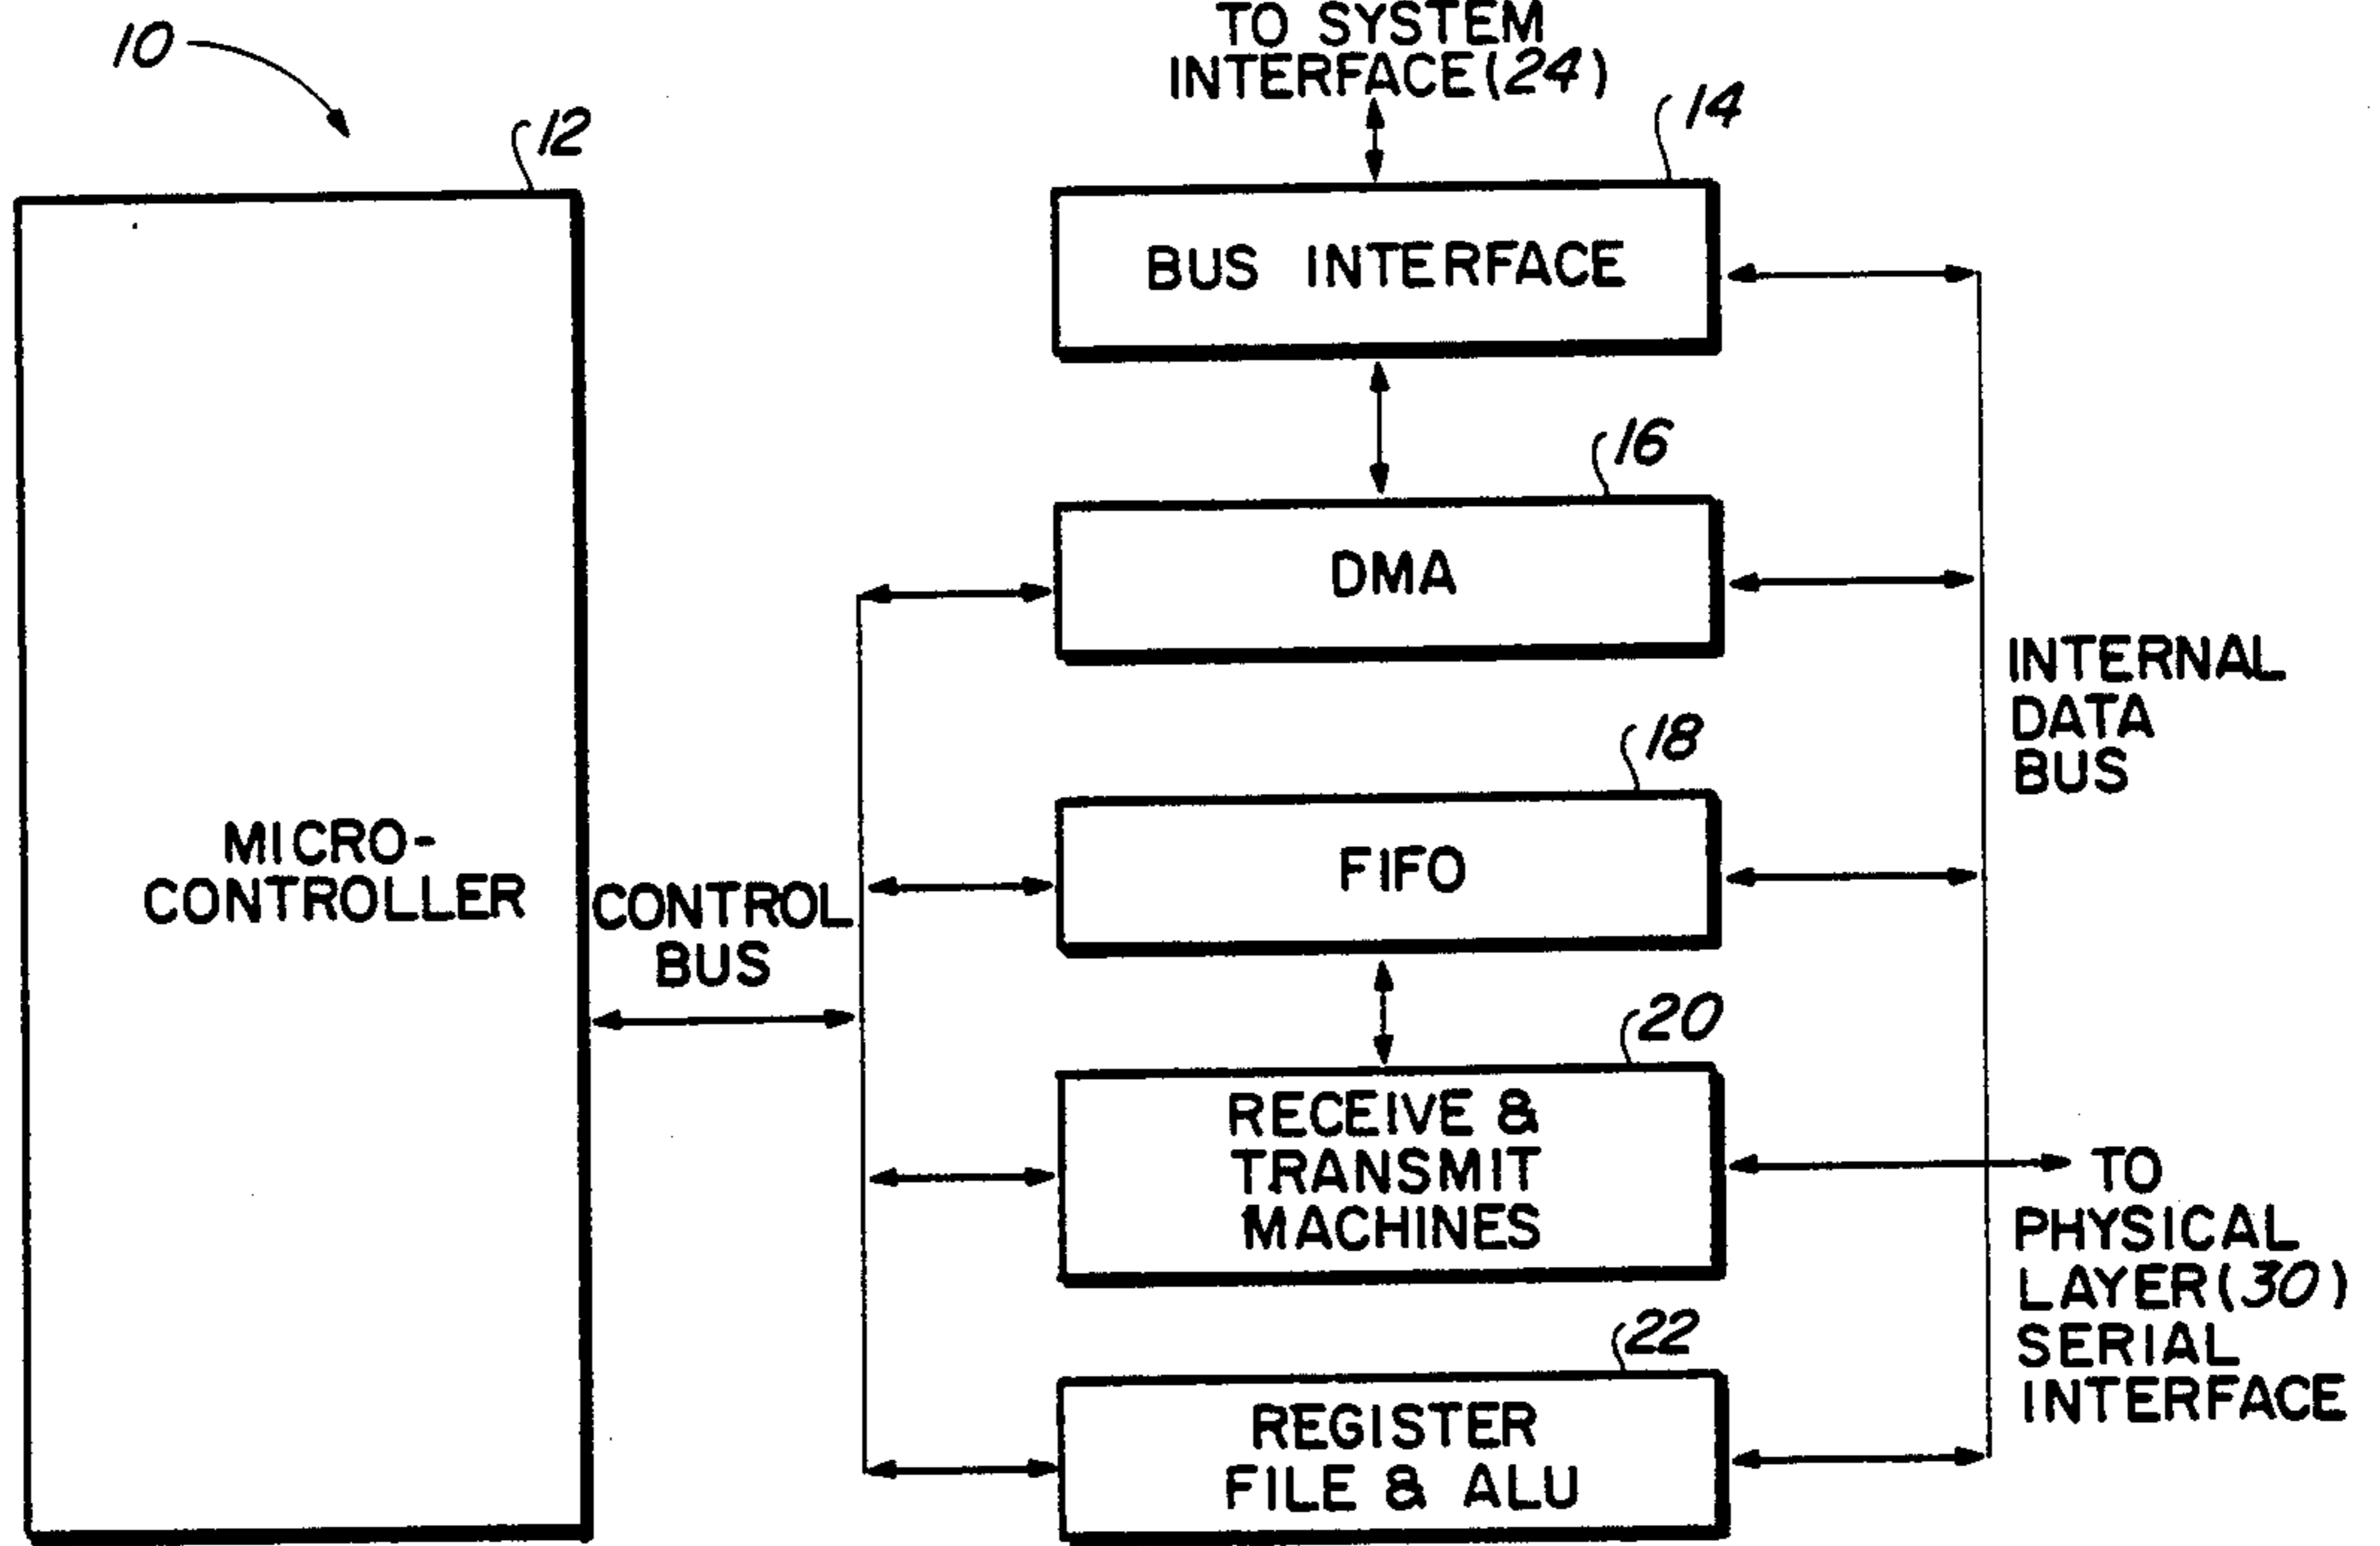 10
12
MICRO-
CONTROLLER
CONTROL
BUS
TO SYSTEM
INTERFACE (24)
14
BUS INTERFACE
16
DMA
18
FIFO
20
RECEIVE &
TRANSMIT
MACHINES
22
REGISTER
FILE & ALU
INTERNAL
DATA
BUS
TO
PHYSICAL
LAYER (30)
SERIAL
INTERFACE